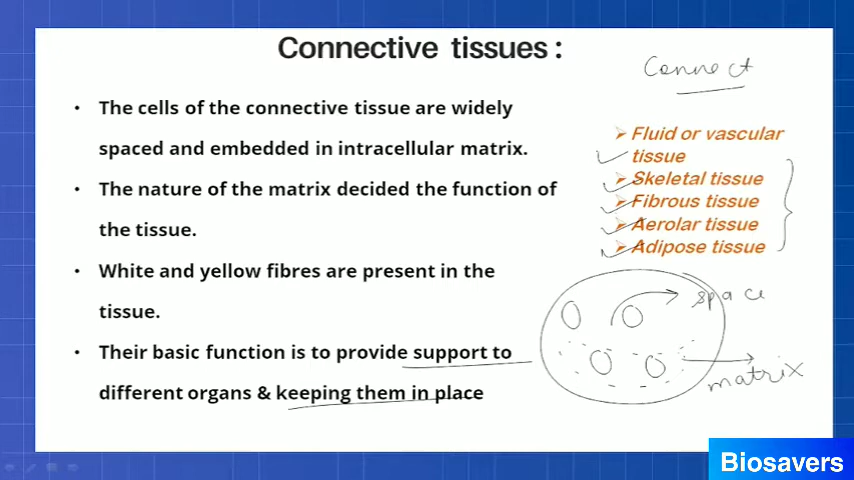 Connective tissues :
Connect
• The cells of the connective tissue are widely
spaced and embedded in intracellular matrix.
• The nature of the matrix decided the function of
the tissue.
• White and yellow fibres are present in the
tissue.
• Their basic function is to provide support to
different organs & keeping them in place
➢ Fluid or vascular
tissue
➢ Skeletal tissue
➢ Fibrous tissue
➢ Aerolar tissue
➢ Adipose tissue
space
matrix
Biosavers